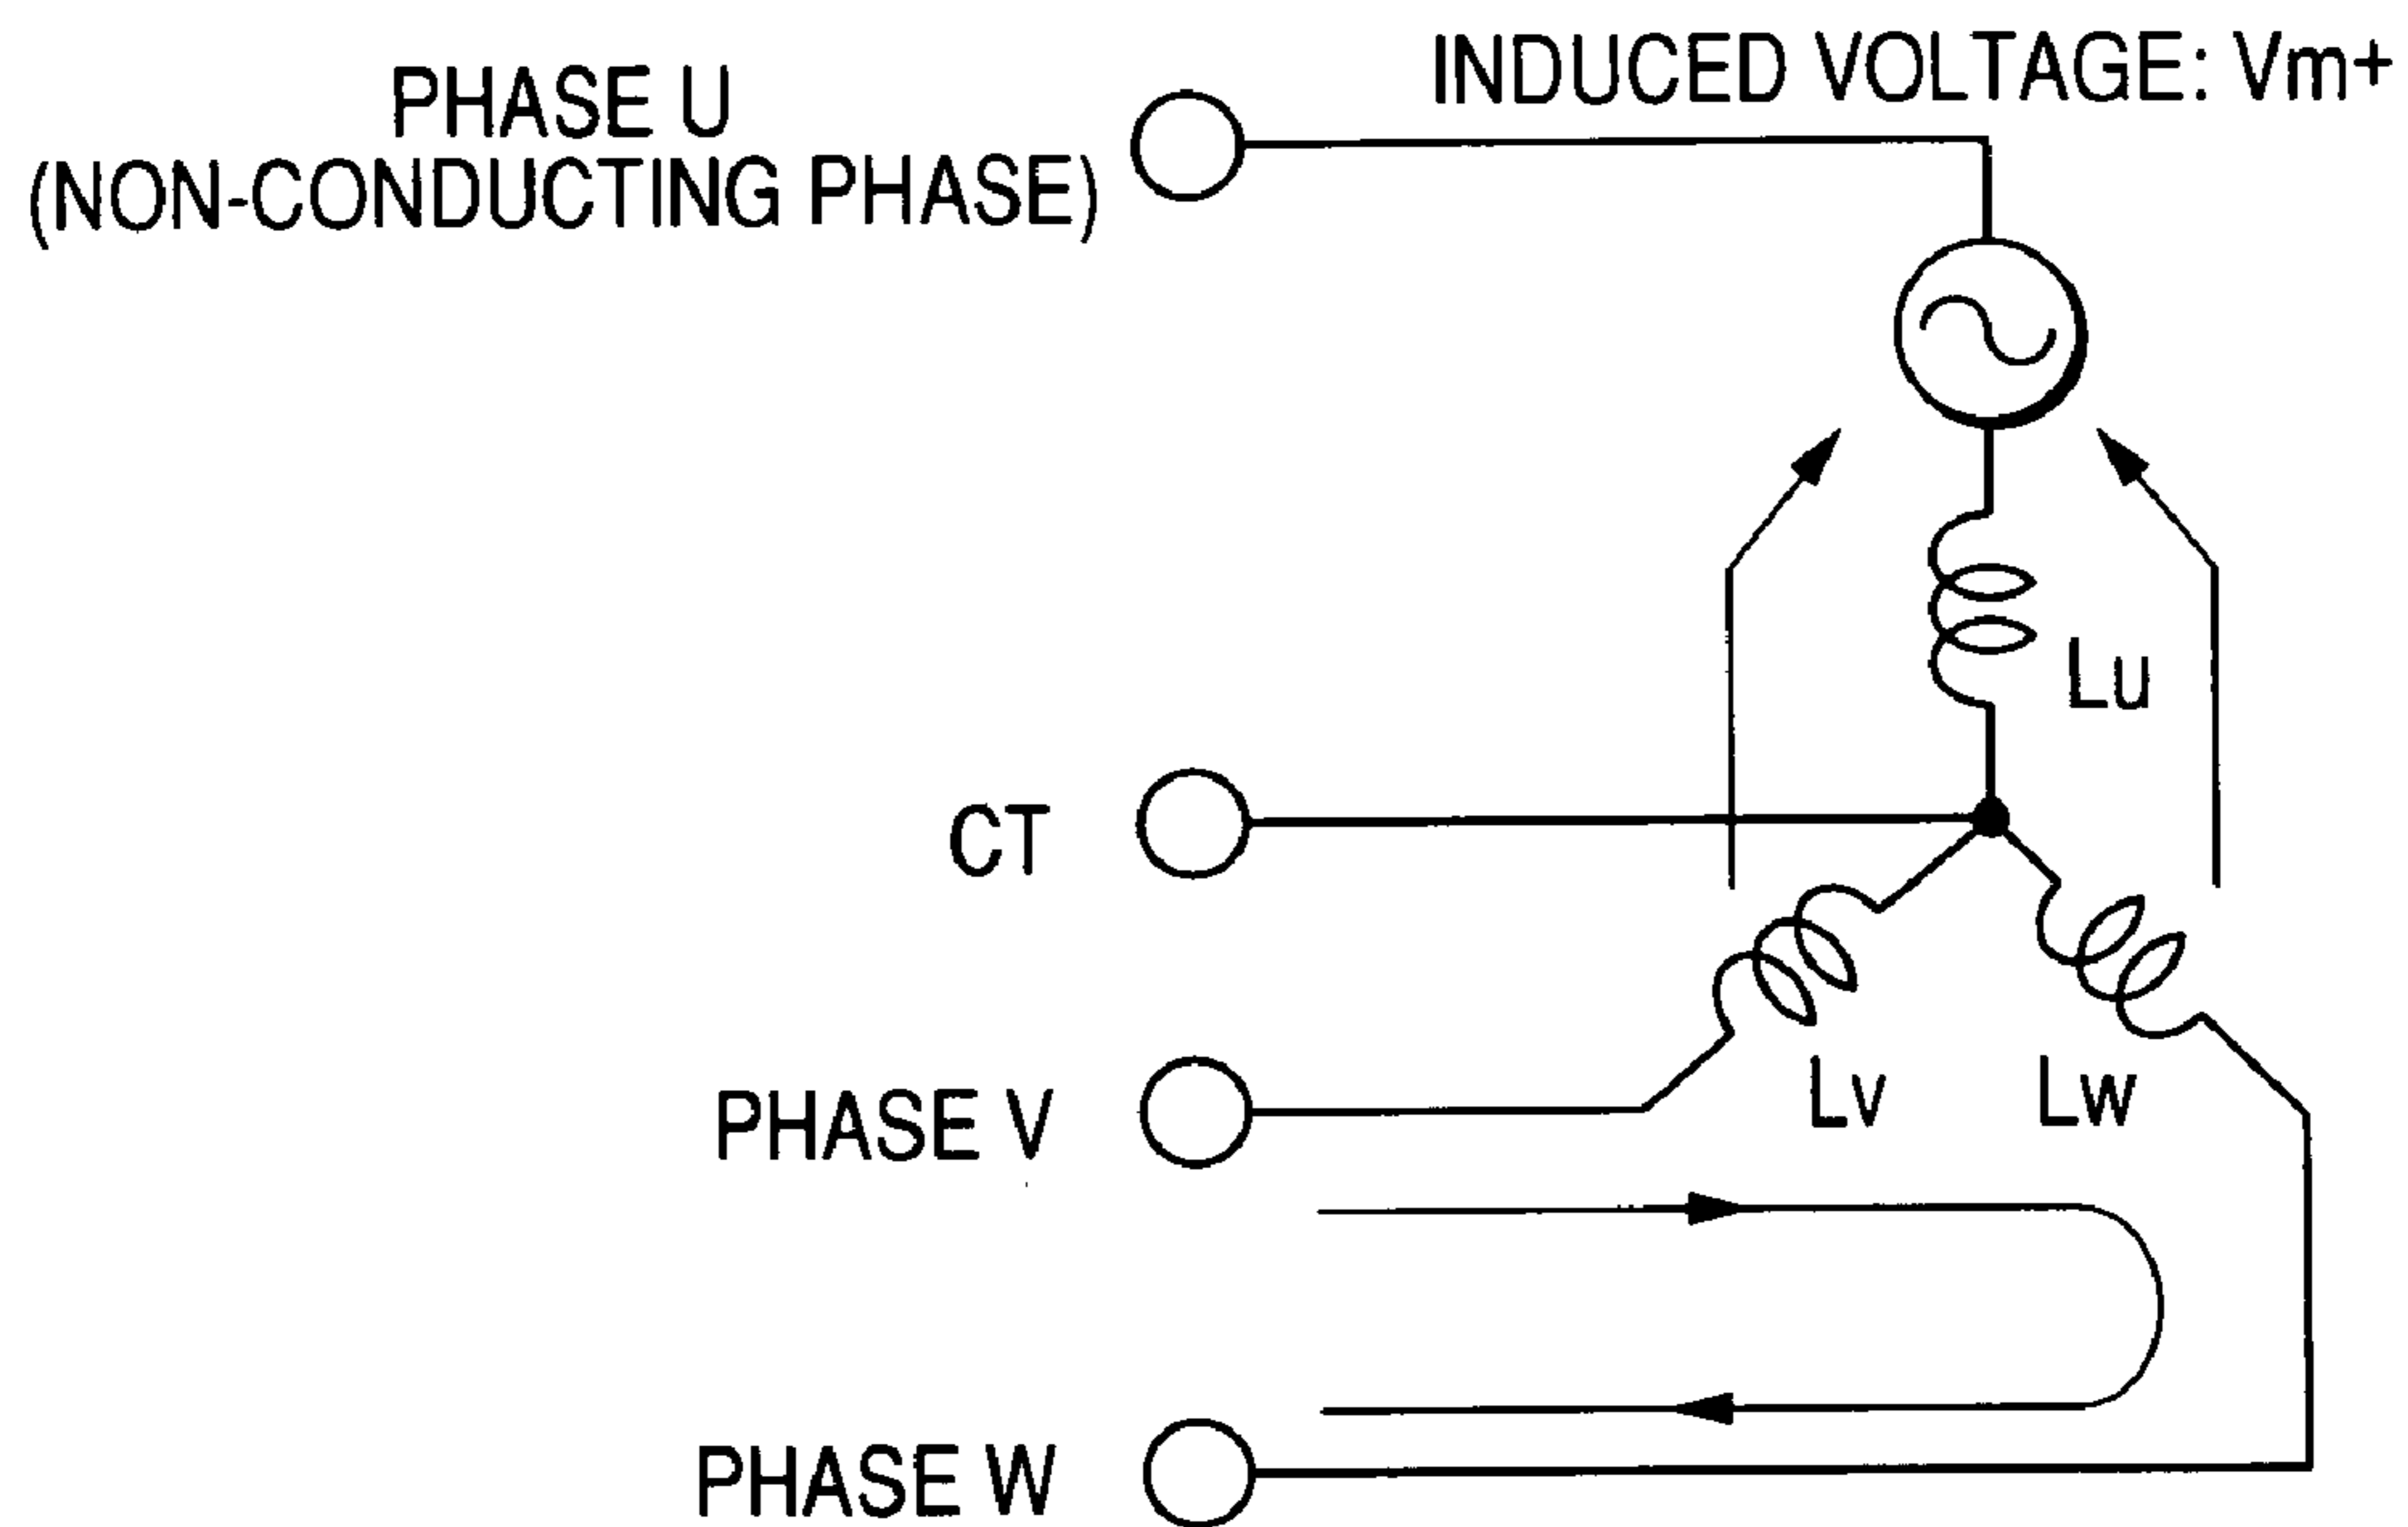 INDUCED VOLTAGE: Vm+
PHASE U
(NON-CONDUCTING PHASE)
Lu
CT
PHASE V
Lv
Lw
PHASE W